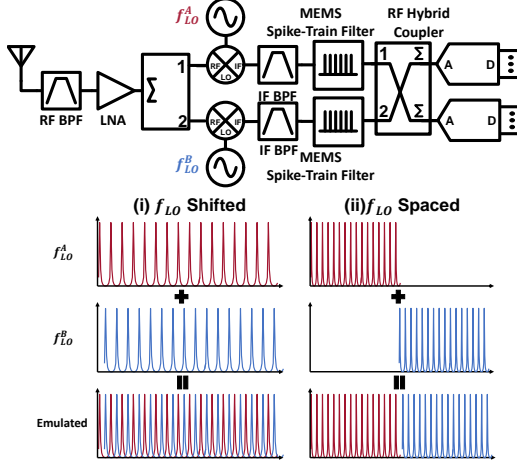 f_LO^A
MEMS
Spike-Train Filter
RF Hybrid
Coupler
1
RF
IF
LO
IF BPF
1
Σ
A
D
Σ
RF BPF
LNA
2
RF
IF
LO
IF BPF
2
Σ
A
D
f_LO^B
MEMS
Spike-Train Filter
(i) f_LO Shifted
(ii) f_LO Spaced
f_LO^A
+
+
f_LO^B
Emulated